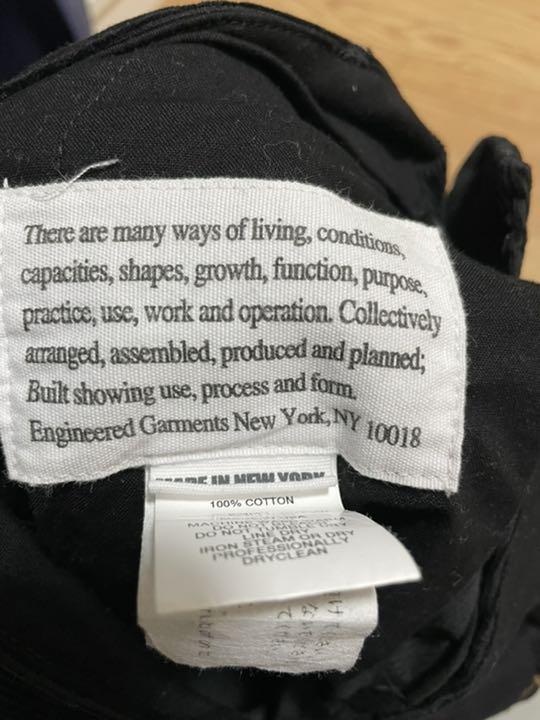 There are many ways of living, conditions,
capacities, shapes, growth, function, purpose,
practice, use, work and operation. Collectively
arranged, assembled, produced and planned;
Built showing use, process and form.
Engineered Garments New York, NY 10018
MADE IN NEW YORK
100% COTTON
DO NOT TUMBLE DRY
LINE DRY
IRON STEAM OR DRY
PROFESSIONALLY
DRYCLEAN